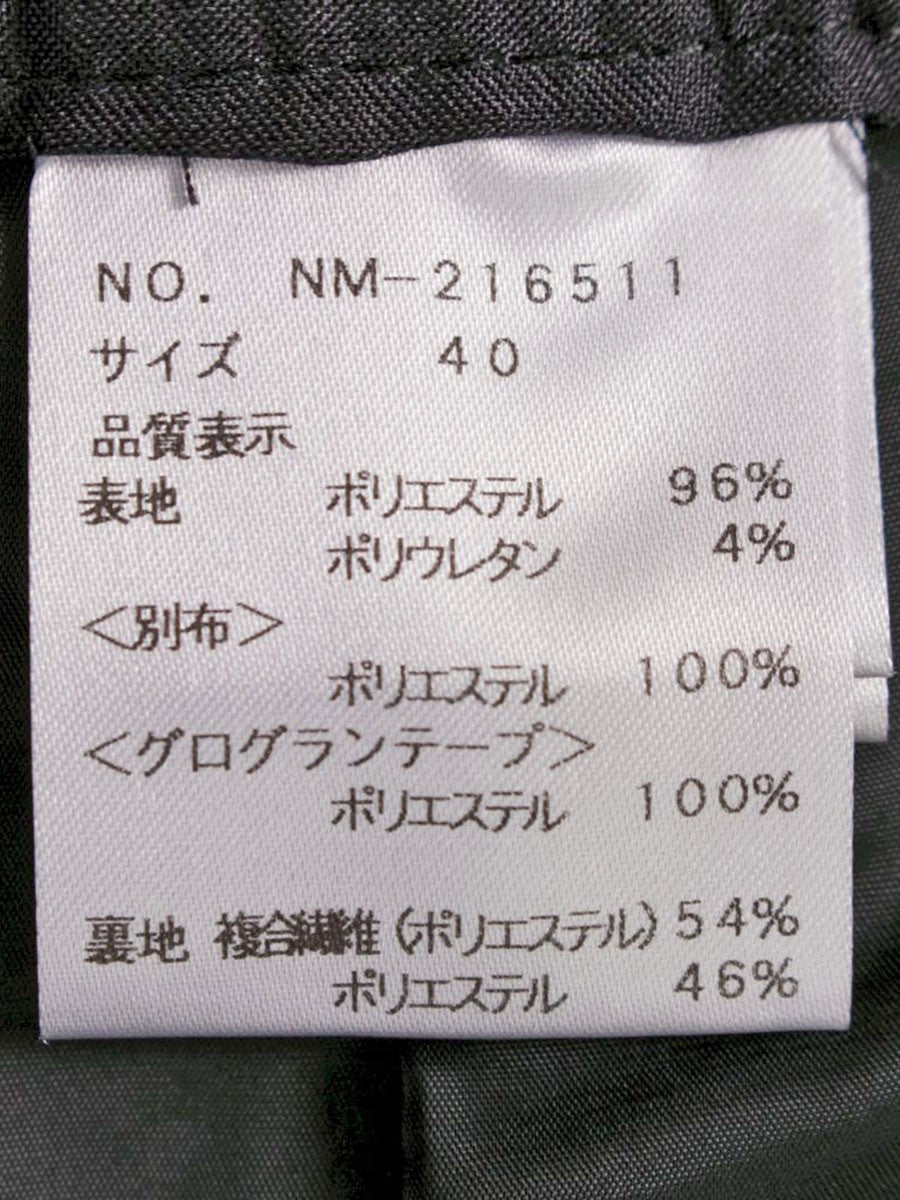 NO. NM-216511
サイズ 40
品質表示
表地 ポリエステル 96%
ポリウレタン 4%
<別布>
ポリエステル 100%
<グログランテープ>
ポリエステル 100%
裏地 複合繊維(ポリエステル) 54%
ポリエステル 46%